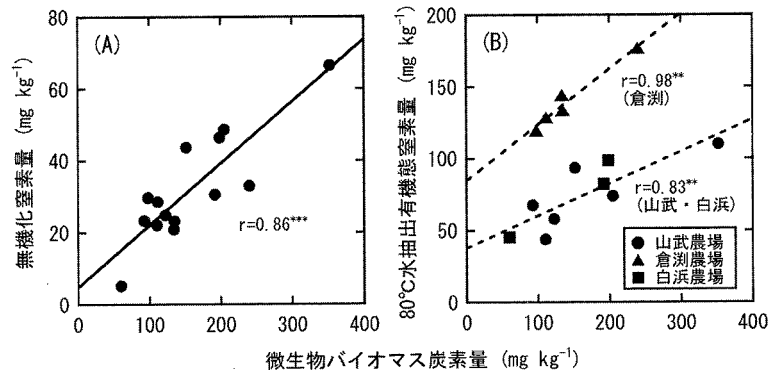 (A)
80
60
40
20
0
0
100
200
300
400
無機化窒素量 (mg kg⁻¹)
r=0.86***
(B)
200
150
100
50
0
0
100
200
300
400
80℃水抽出有機態窒素量 (mg kg⁻¹)
r=0.98**
(倉渕)
r=0.83**
(山武・白浜)
山武農場
倉渕農場
白浜農場
微生物バイオマス炭素量 (mg kg⁻¹)